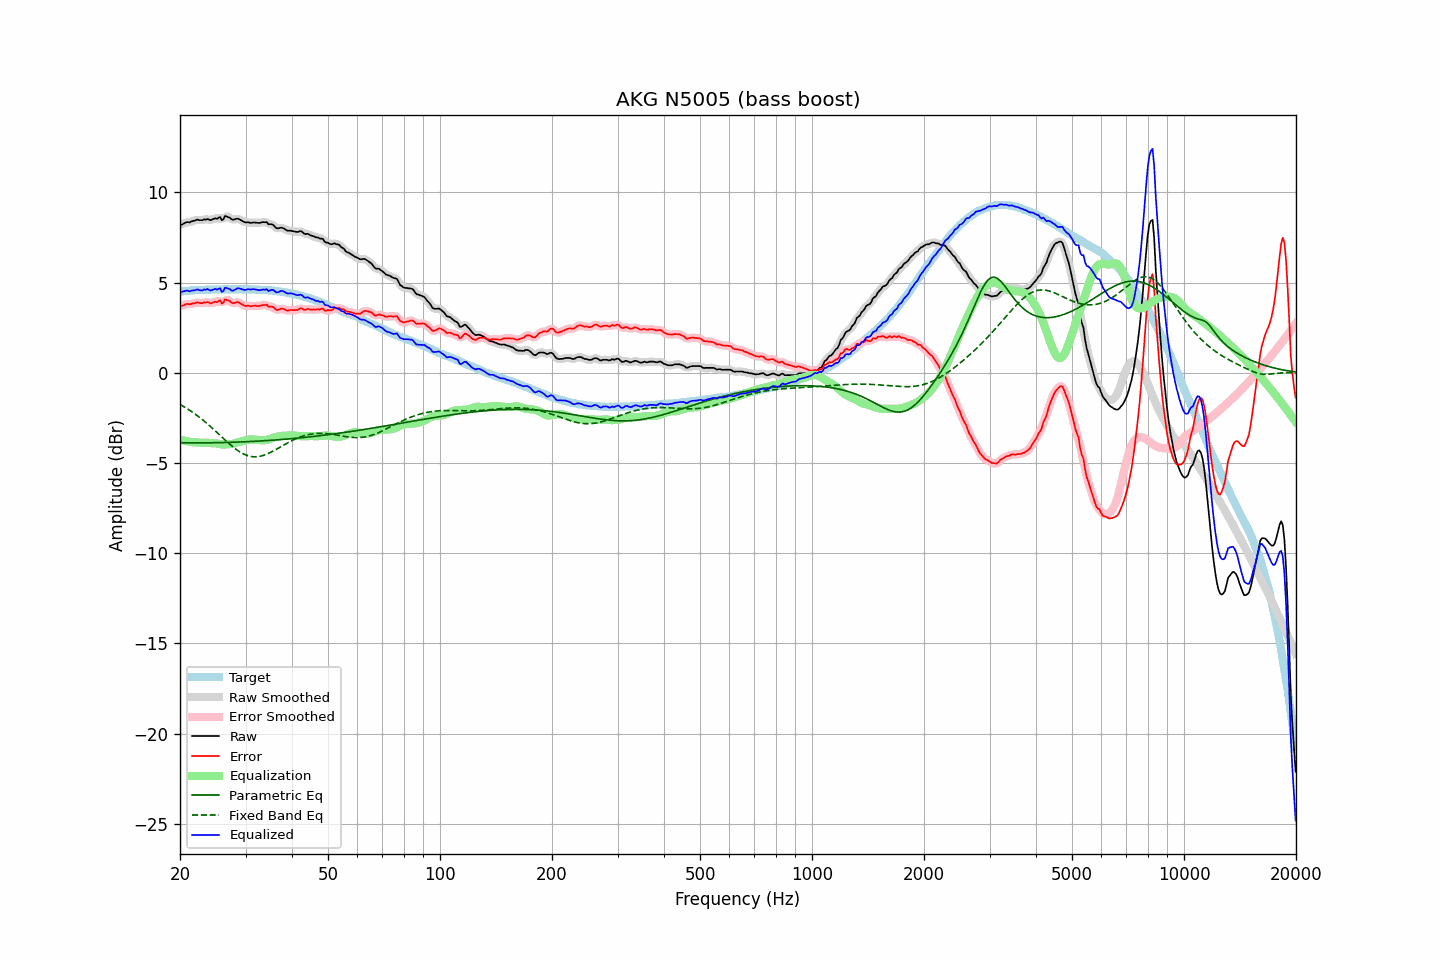 AKG N5005 (bass boost)
Amplitude (dBr)
10
5
0
−5
−10
−15
−20
−25
Target
Raw Smoothed
Error Smoothed
Raw
Error
Equalization
Parametric Eq
Fixed Band Eq
Equalized
20 50 100 200 500 1000 2000 5000 10000 20000
Frequency (Hz)